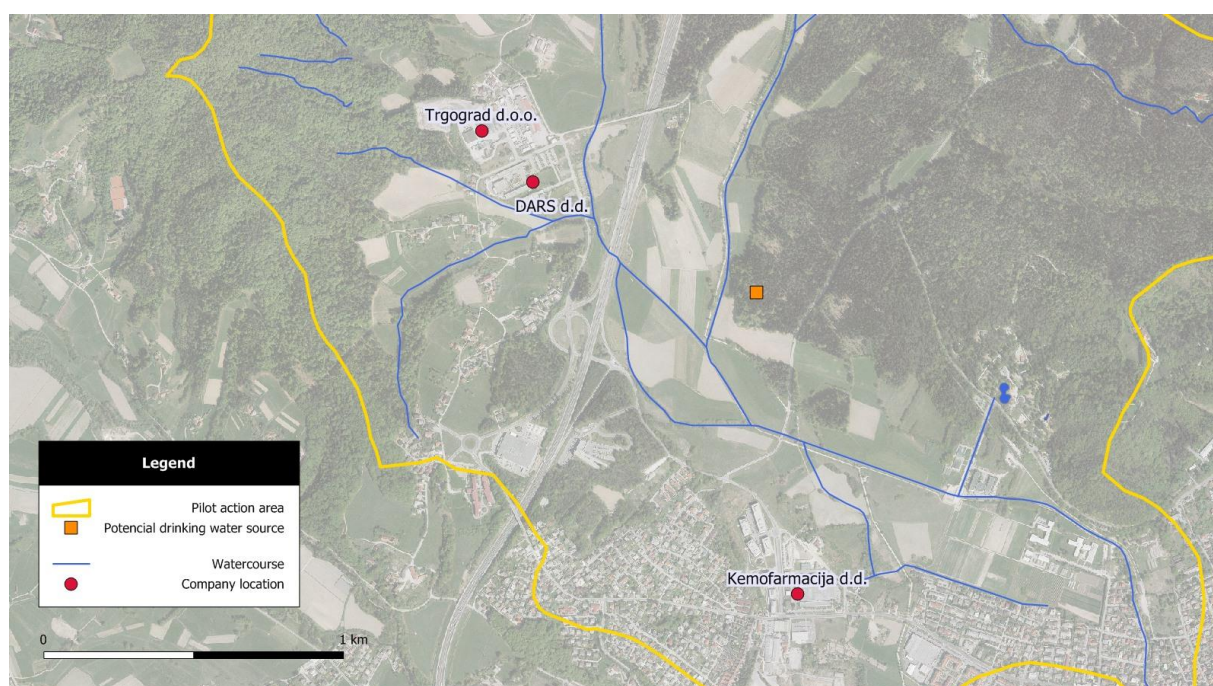 Trgograd d.o.o.
DARS d.d.
Kemofarmacija d.d.
Legend
Pilot action area
Potencial drinking water source
Watercourse
Company location
0
1 km